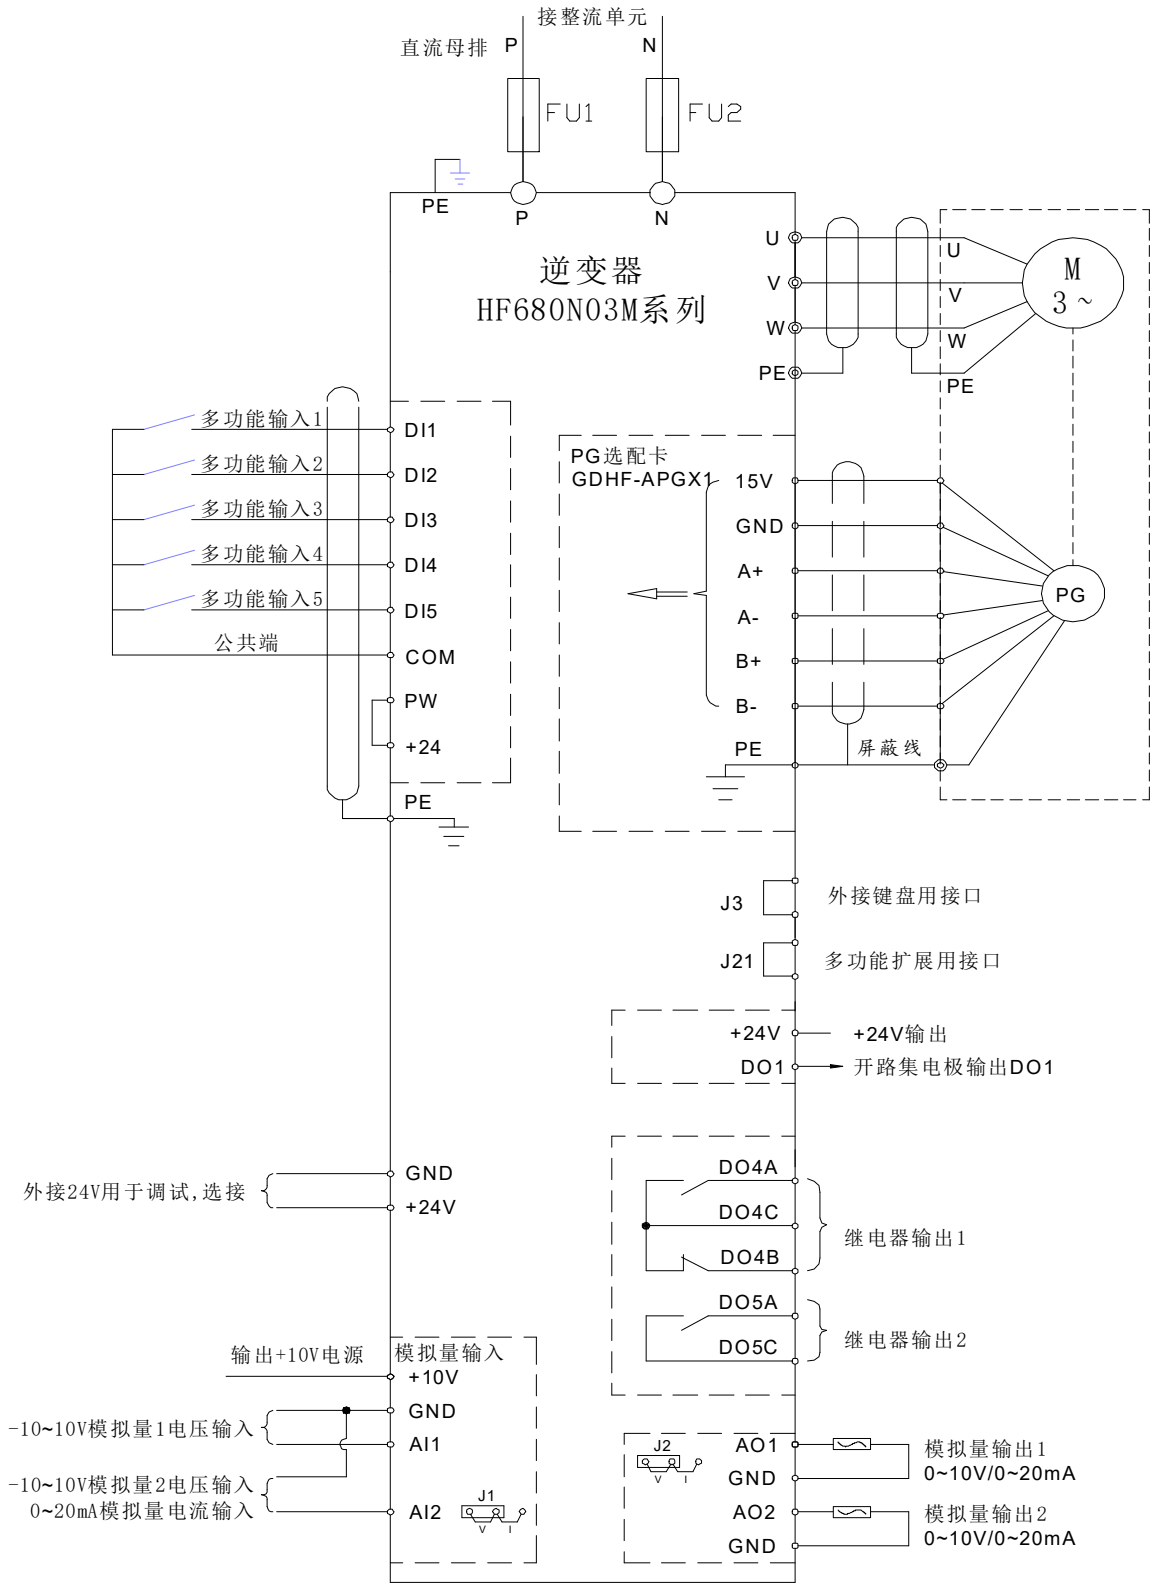 接整流单元
直流母排 P N
FU1 FU2
PE P N
逆变器
HF680N03M系列
U
V
W
PE
U
V
W
PE
M
3～
多功能输入1 DI1
多功能输入2 DI2
多功能输入3 DI3
多功能输入4 DI4
多功能输入5 DI5
公共端 COM
PW
+24
PE
PG选配卡
GDHF-APGX1
15V
GND
A+
A-
B+
B-
PE
屏蔽线
PG
J3 外接键盘用接口
J21 多功能扩展用接口
+24V +24V输出
DO1 开路集电极输出DO1
外接24V用于调试,选接
GND
+24V
DO4A
DO4C
DO4B
继电器输出1
DO5A
DO5C
继电器输出2
输出+10V电源
模拟量输入
+10V
GND
-10~10V模拟量1电压输入
AI1
-10~10V模拟量2电压输入
0~20mA模拟量电流输入
AI2
J1
V I
J2
V I
AO1
GND
模拟量输出1
0~10V/0~20mA
AO2
GND
模拟量输出2
0~10V/0~20mA